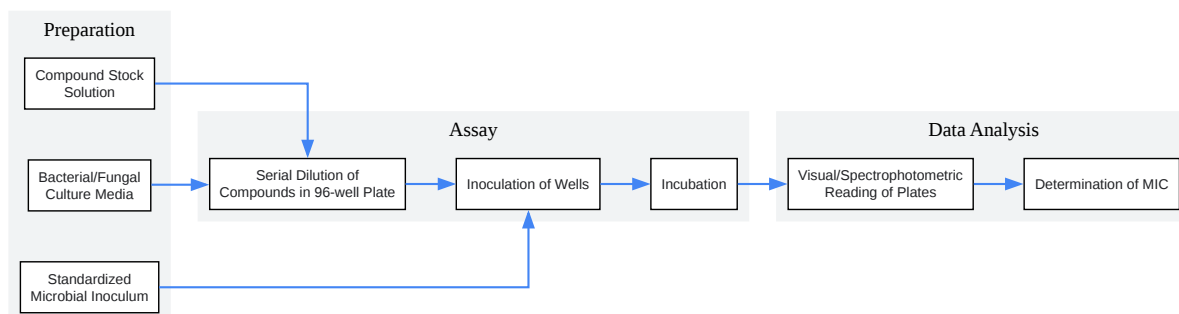 Preparation
Compound Stock
Solution
Bacterial/Fungal
Culture Media
Standardized
Microbial Inoculum
Assay
Serial Dilution of
Compounds in 96-well Plate
Inoculation of Wells
Incubation
Data Analysis
Visual/Spectrophotometric
Reading of Plates
Determination of MIC